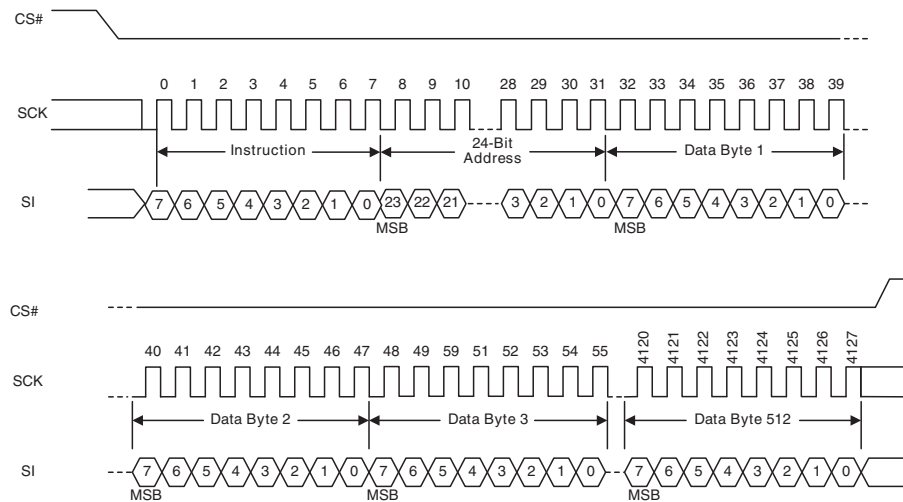 CS#
0 1 2 3 4 5 6 7 8 9 10 28 29 30 31 32 33 34 35 36 37 38 39
SCK
Instruction 24-Bit Address Data Byte 1
SI 7 6 5 4 3 2 1 0 23 22 21 3 2 1 0 7 6 5 4 3 2 1 0
MSB MSB
CS#
40 41 42 43 44 45 46 47 48 49 59 51 52 53 54 55 4120 4121 4122 4123 4124 4125 4126 4127
SCK
Data Byte 2 Data Byte 3 Data Byte 512
SI 7 6 5 4 3 2 1 0 7 6 5 4 3 2 1 0 7 6 5 4 3 2 1 0
MSB MSB MSB